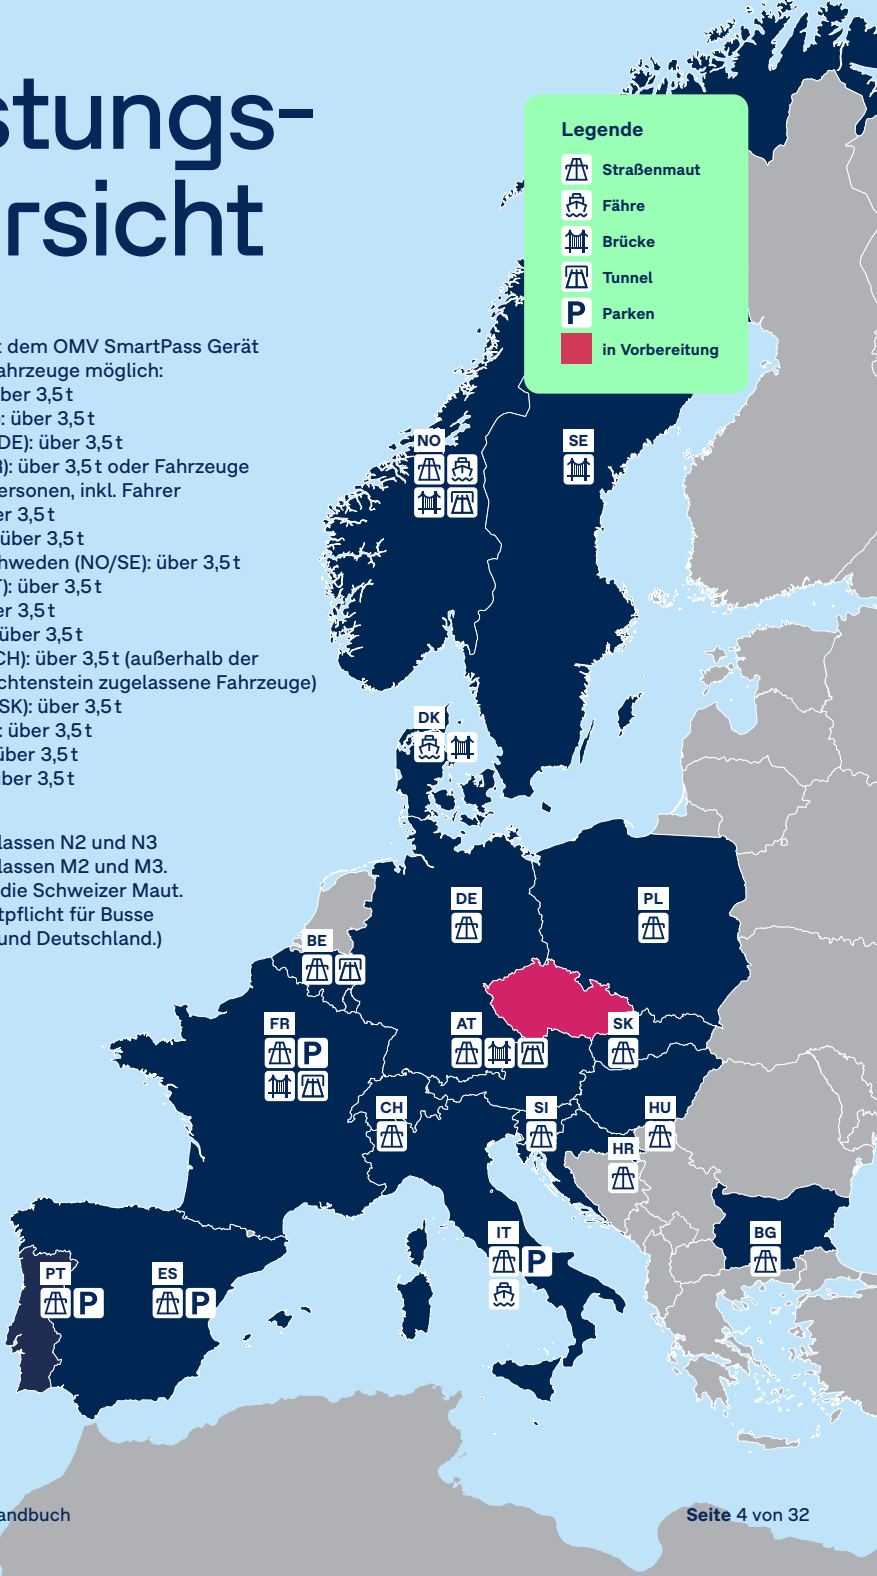 stungs-
rsicht
Legende
Straßenmaut
Fähre
Brücke
Tunnel
P Parken
in Vorbereitung
t dem OMV SmartPass Gerät
ahrzeuge möglich:
ber 3,5 t
: über 3,5 t
DE): über 3,5 t
): über 3,5 t oder Fahrzeuge
ersonen, inkl. Fahrer
er 3,5 t
über 3,5 t
hweden (NO/SE): über 3,5 t
T): über 3,5 t
er 3,5 t
über 3,5 t
CH): über 3,5 t (außerhalb der
chtenstein zugelassene Fahrzeuge)
SK): über 3,5 t
: über 3,5 t
über 3,5 t
ber 3,5 t
lassen N2 und N3
lassen M2 und M3.
die Schweizer Maut.
tpflicht für Busse
und Deutschland.)
NO
SE
DK
DE
PL
BE
FR
P
AT
SK
CH
SI
HU
HR
IT
P
BG
PT
P
ES
P
andbuch
Seite 4 von 32